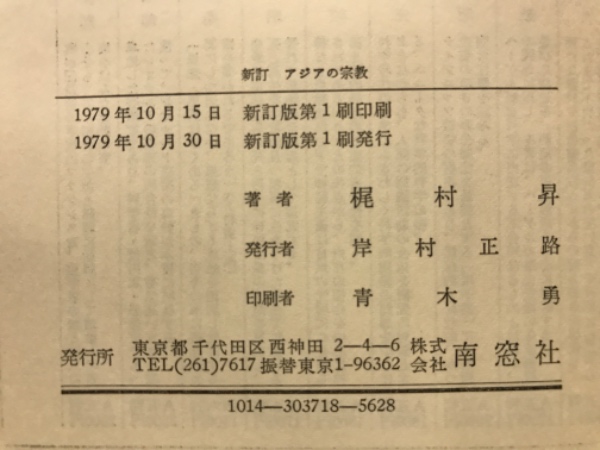 新訂 アジアの宗教
1979年10月15日 新訂版第1刷印刷
1979年10月30日 新訂版第1刷発行
著者 梶村昇
発行者 岸村正路
印刷者 青木勇
発行所 東京都千代田区西神田 2—4—6 株式会社 南窓社
TEL(261)7617 振替東京1-96362
1014—303718—5628